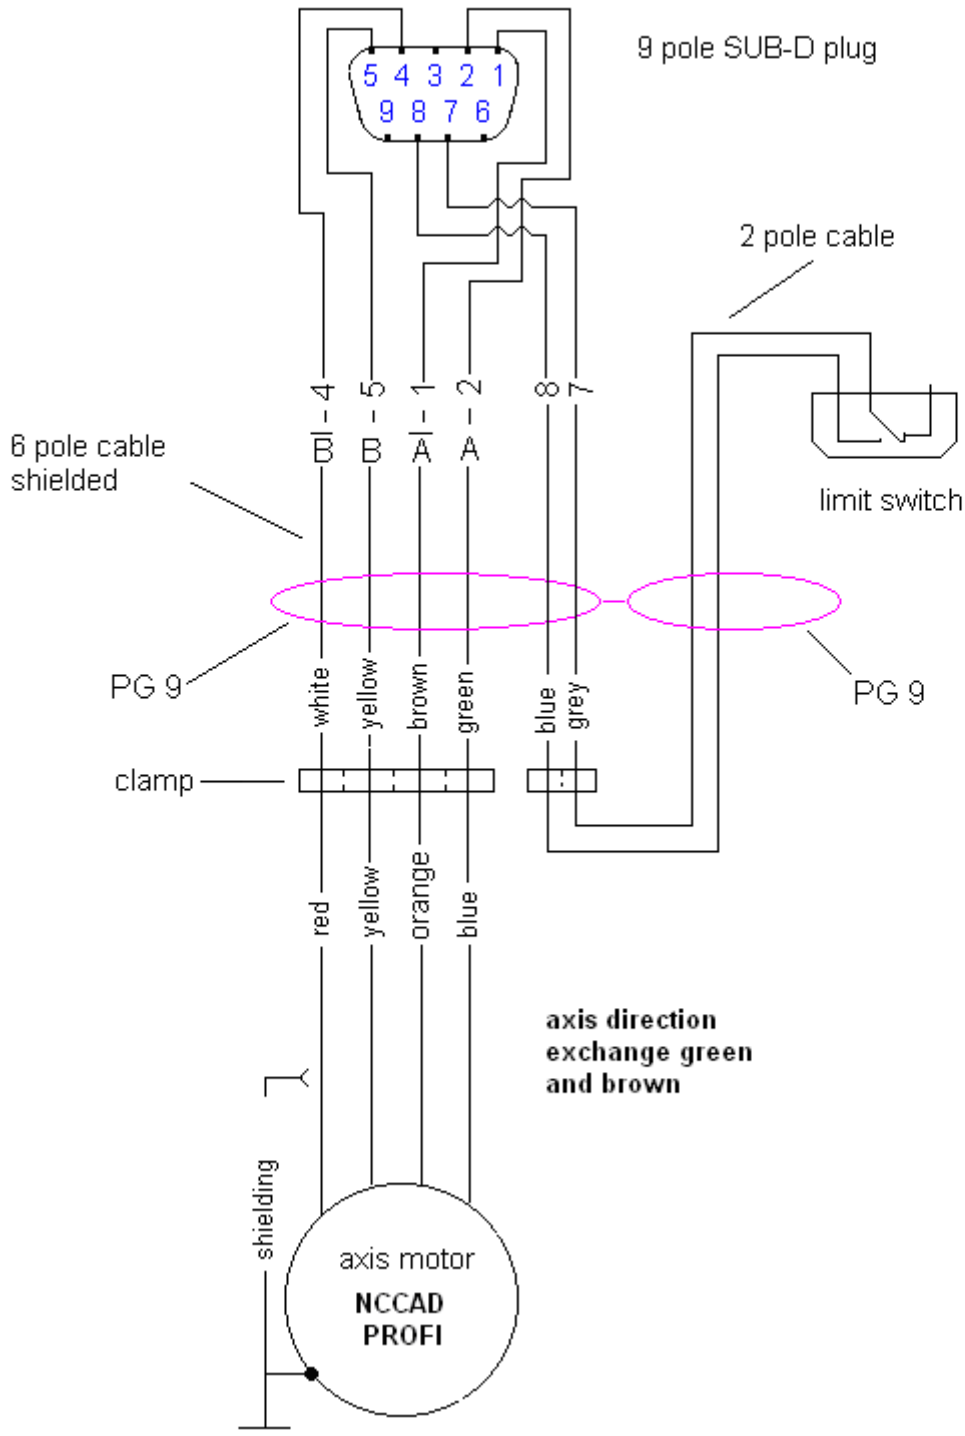 9 pole SUB-D plug
5 4 3 2 1
9 8 7 6
2 pole cable
B - 4
B - 5
A - 1
A - 2
8
7
6 pole cable
shielded
limit switch
PG 9
white
yellow
brown
green
blue
grey
PG 9
clamp
red
yellow
orange
blue
axis direction
exchange green
and brown
shielding
axis motor
NCCAD
PROFI